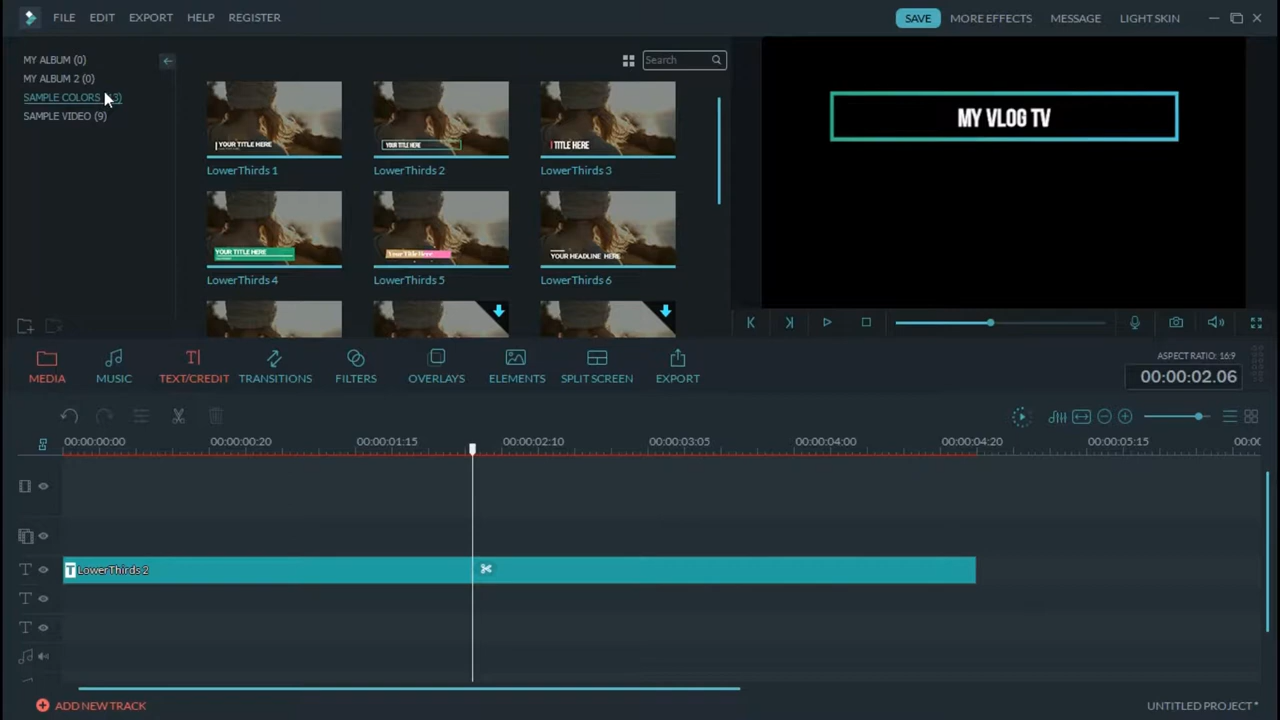 FILE EDIT EXPORT HELP REGISTER
SAVE MORE EFFECTS MESSAGE LIGHT SKIN
MY ALBUM (0)
MY ALBUM 2 (0)
SAMPLE COLORS
SAMPLE VIDEO (9)
Search
YOUR TITLE HERE
YOUR TITLE HERE
TITLE HERE
LowerThirds 1
LowerThirds 2
LowerThirds 3
YOUR TITLE HERE
Your Title Here
YOUR HEADLINE HERE
LowerThirds 4
LowerThirds 5
LowerThirds 6
MY VLOG TV
MEDIA
MUSIC
TEXT/CREDIT
TRANSITIONS
FILTERS
OVERLAYS
ELEMENTS
SPLIT SCREEN
EXPORT
ASPECT RATIO: 16:9
00:00:02.06
00:00:00:00 00:00:00:20 00:00:01:15 00:00:02:10 00:00:03:05 00:00:04:00 00:00:04:20 00:00:05:15
T LowerThirds 2
ADD NEW TRACK
UNTITLED PROJECT *